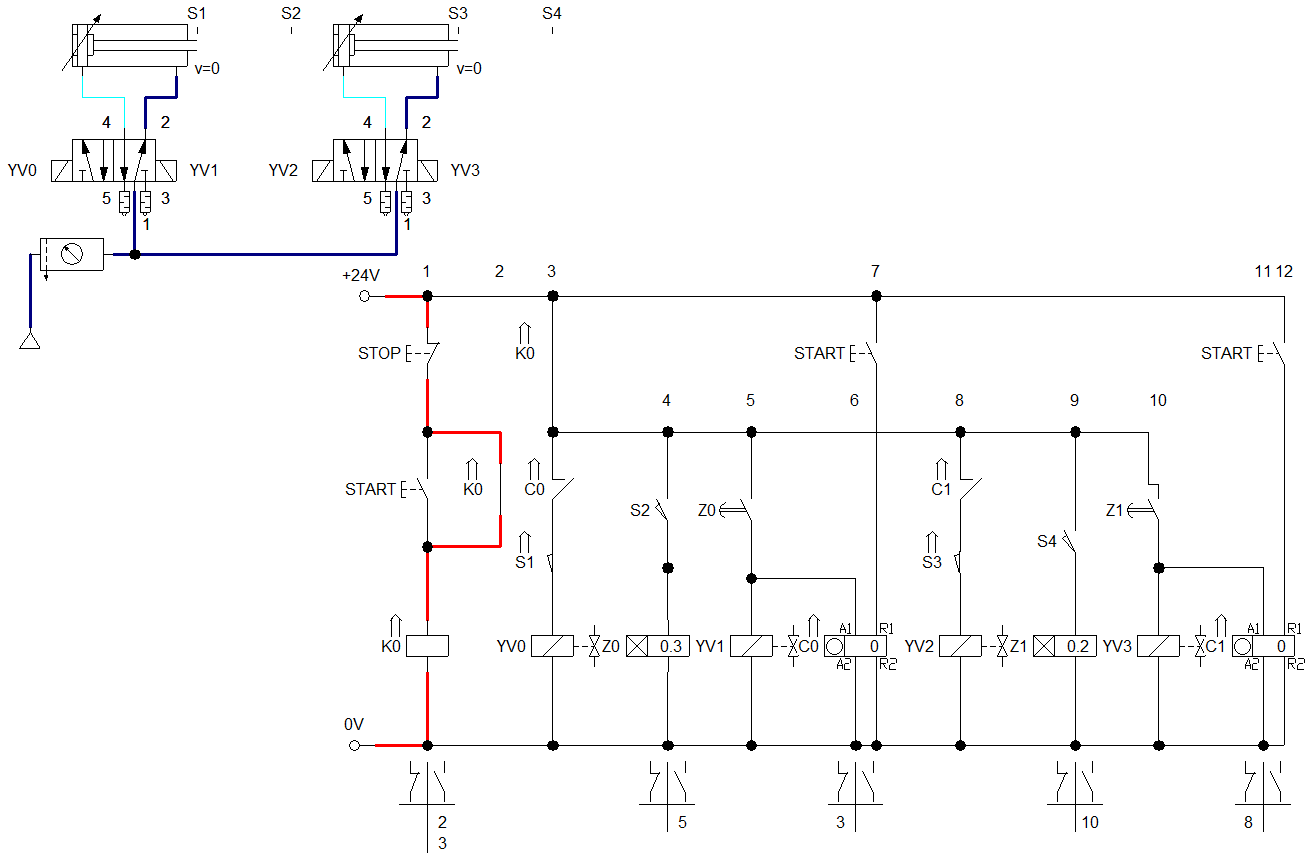 S1 S2 S3 S4
v=0 v=0
4 2 4 2
YV0 YV1 YV2 YV3
5 3 5 3
1 1
+24V 1 2 3 7 11 12
STOP K0 START START
4 5 6 8 9 10
START K0 C0 C1
S2 Z0 Z1
S1 S3 S4
A1 R1 A1 R1
K0 YV0 Z0 0.3 YV1 C0 0 YV2 Z1 0.2 YV3 C1 0
A2 R2 A2 R2
0V
2 5 3 10 8
3